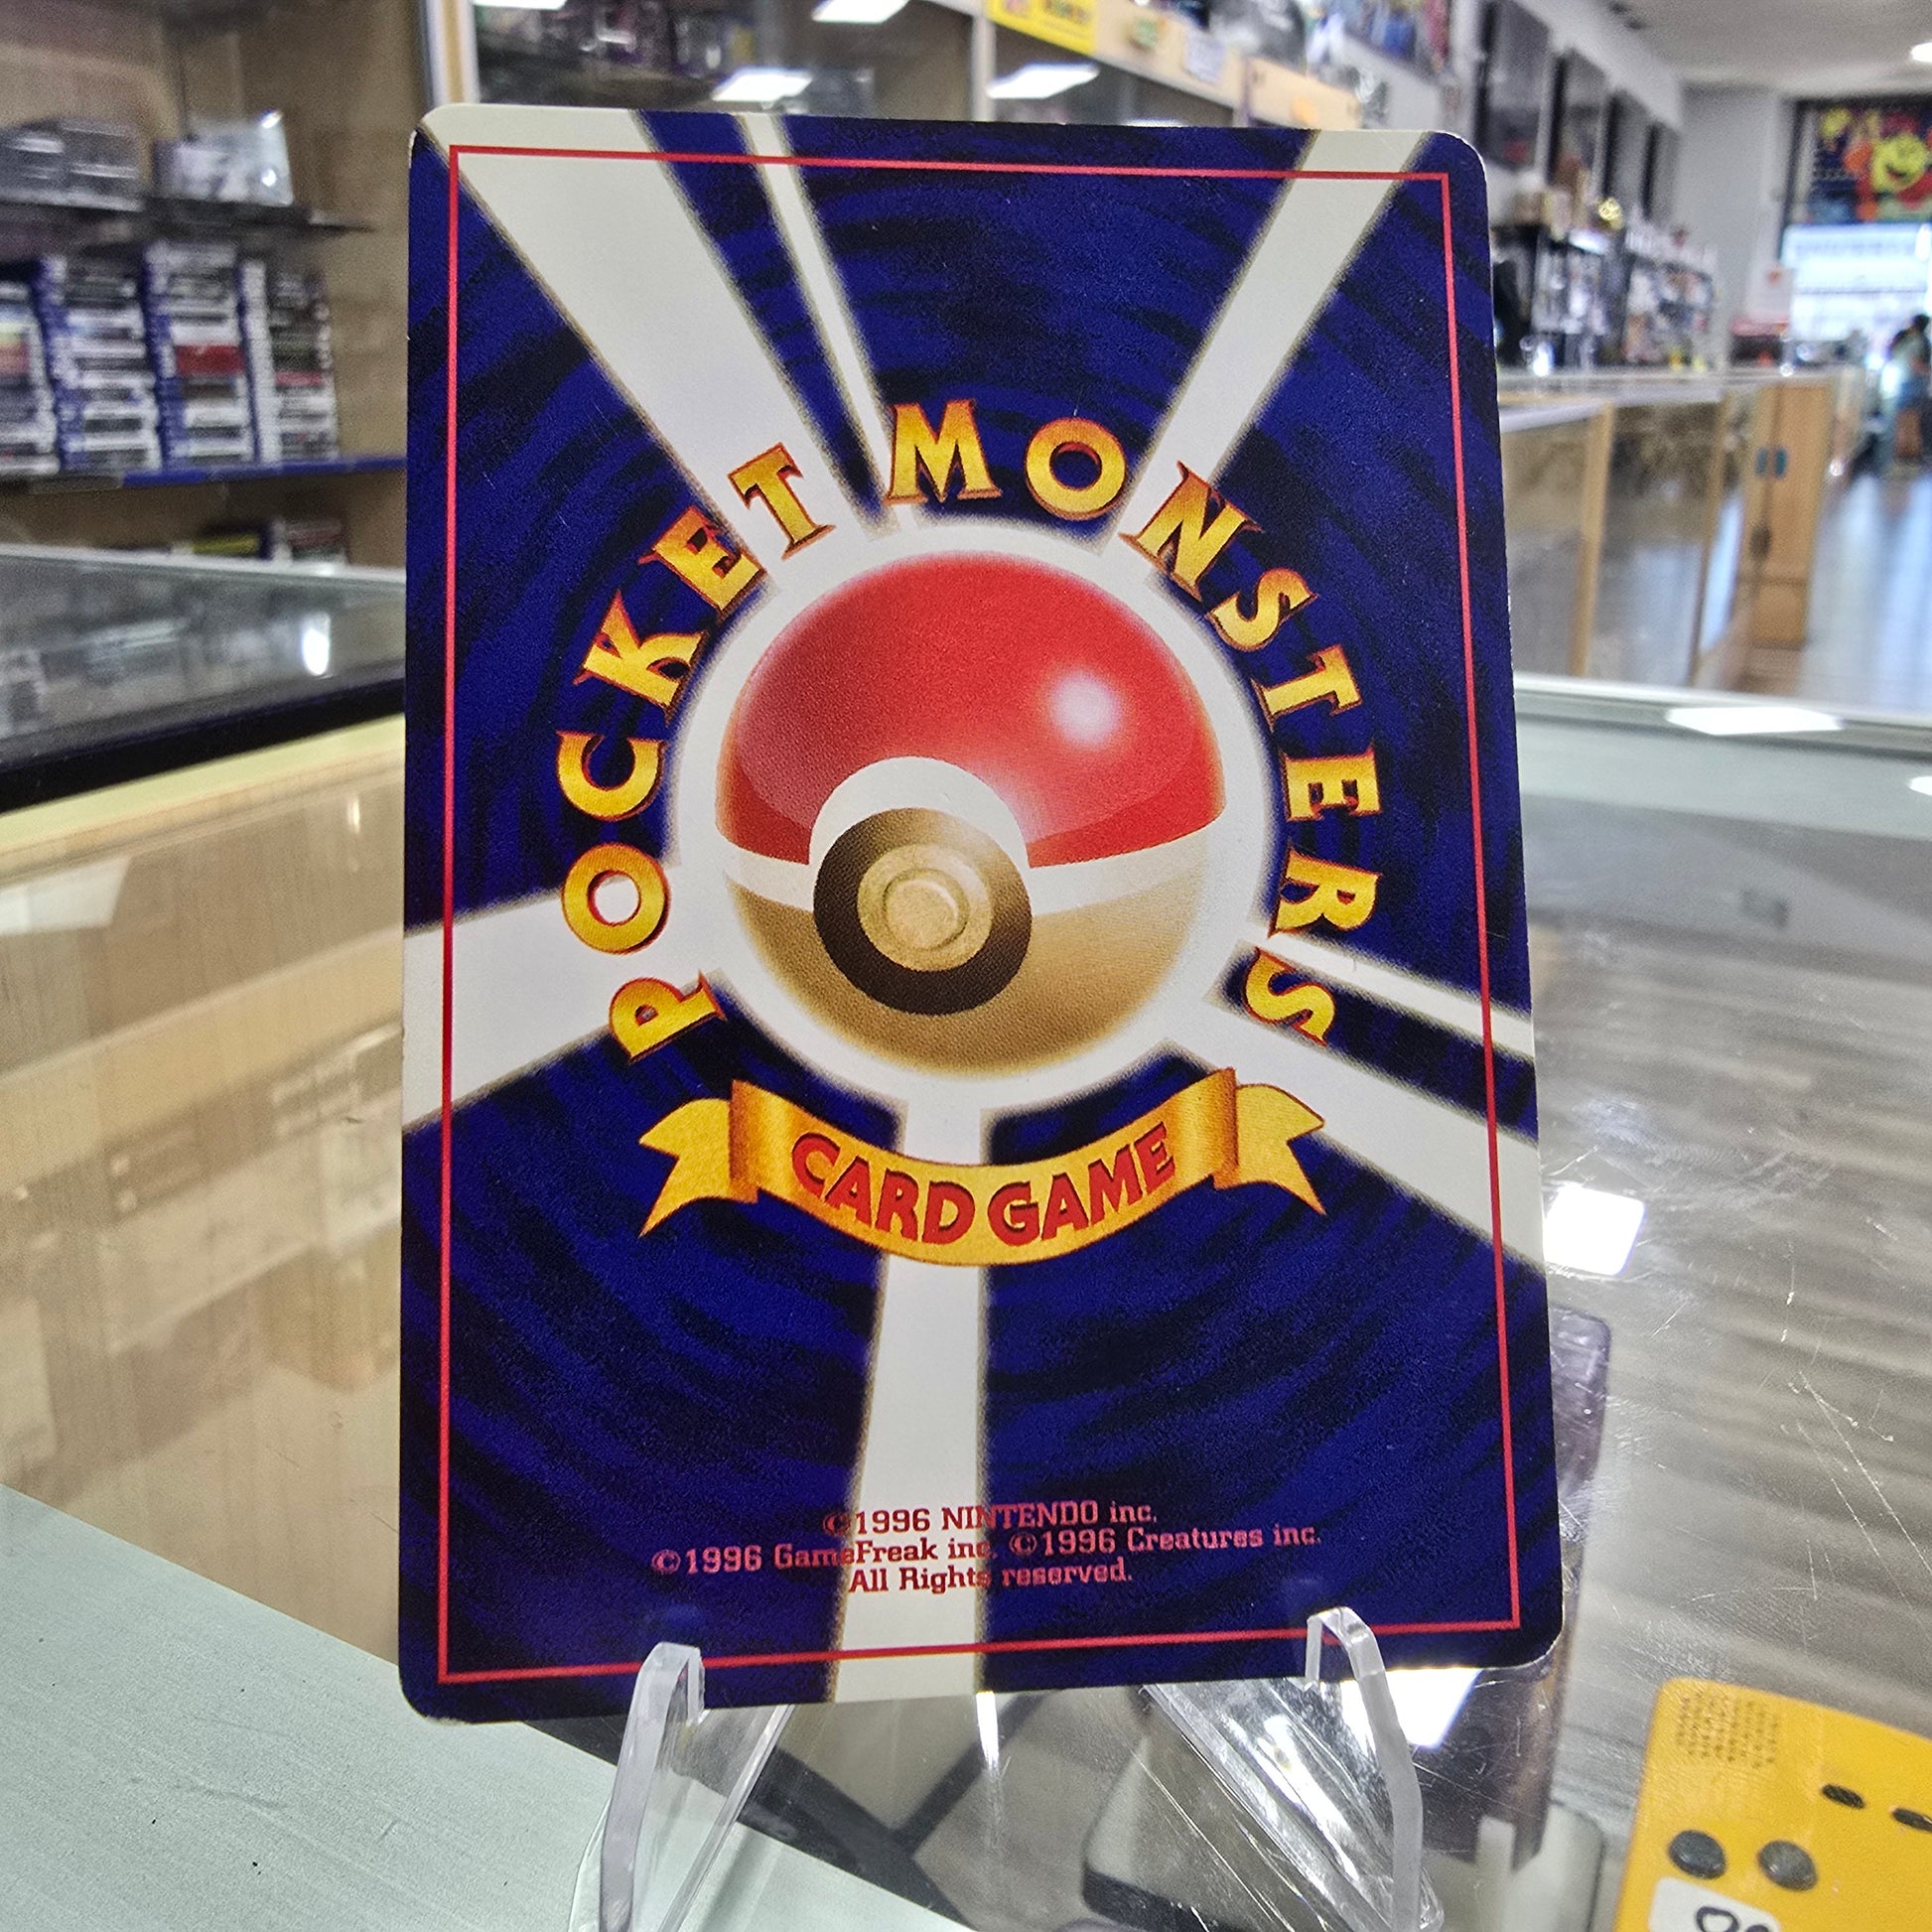 POCKET MONSTERS
CARD GAME
©1996 NINTENDO inc.
©1996 GameFreak inc. ©1996 Creatures inc.
All Rights reserved.